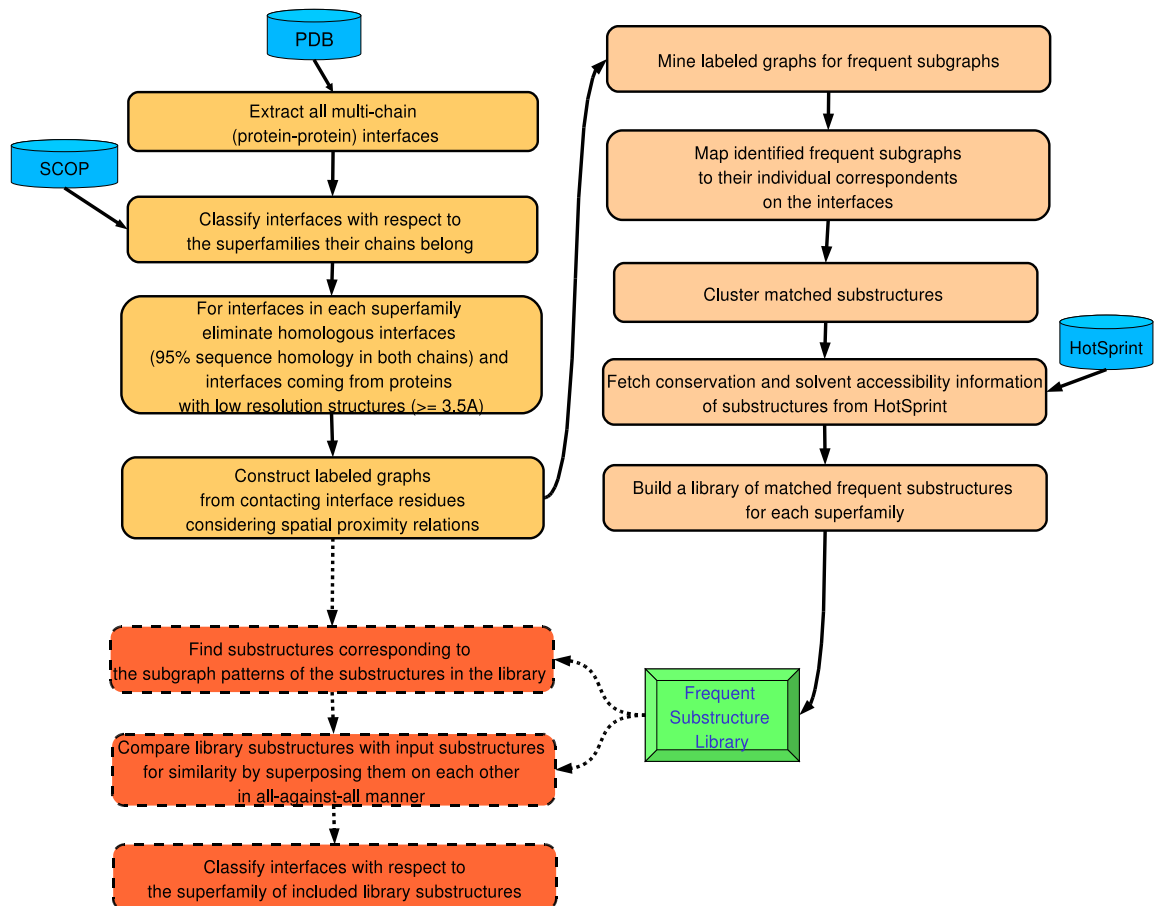 PDB
Extract all multi-chain
(protein-protein) interfaces
SCOP
Classify interfaces with respect to
the superfamilies their chains belong
For interfaces in each superfamily
eliminate homologous interfaces
(95% sequence homology in both chains) and
interfaces coming from proteins
with low resolution structures (>= 3.5A)
Construct labeled graphs
from contacting interface residues
considering spatial proximity relations
Mine labeled graphs for frequent subgraphs
Map identified frequent subgraphs
to their individual correspondents
on the interfaces
Cluster matched substructures
HotSprint
Fetch conservation and solvent accessibility information
of substructures from HotSprint
Build a library of matched frequent substructures
for each superfamily
Frequent
Substructure
Library
Find substructures corresponding to
the subgraph patterns of the substructures in the library
Compare library substructures with input substructures
for similarity by superposing them on each other
in all-against-all manner
Classify interfaces with respect to
the superfamily of included library substructures